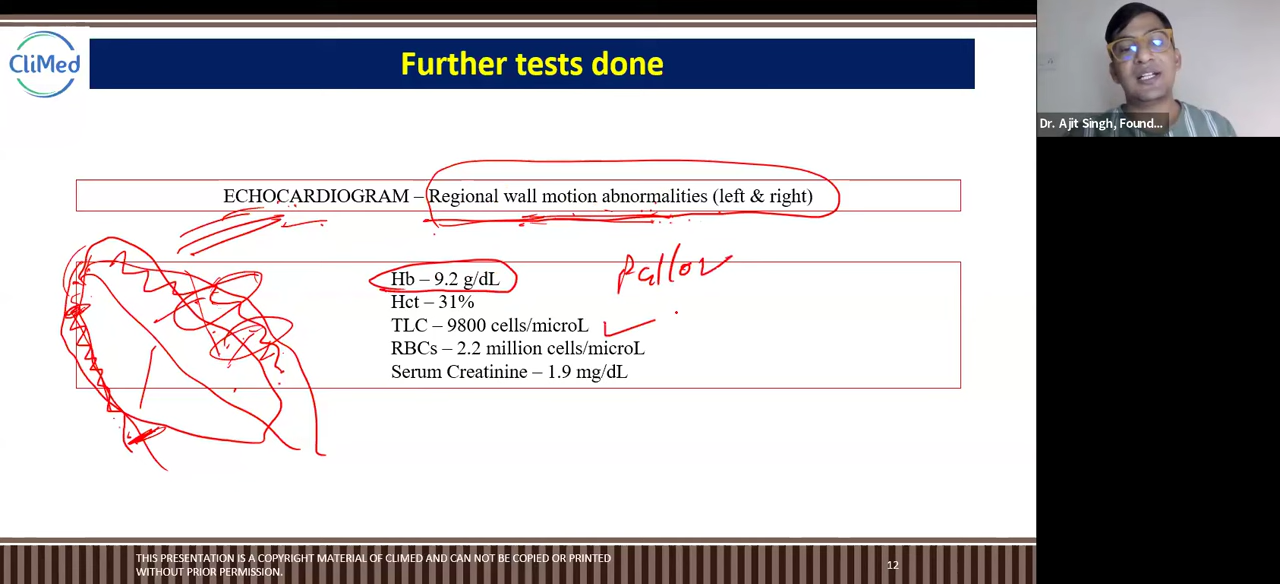 CliMed
Further tests done
Dr. Ajit Singh, Found...
ECHOCARDIOGRAM – Regional wall motion abnormalities (left & right)
Hb – 9.2 g/dL
Pallor
Hct – 31%
TLC – 9800 cells/microL
RBCs – 2.2 million cells/microL
Serum Creatinine – 1.9 mg/dL
THIS PRESENTATION IS A COPYRIGHT MATERIAL OF CLIMED AND CAN NOT BE COPIED OR PRINTED
WITHOUT PRIOR PERMISSION.
12